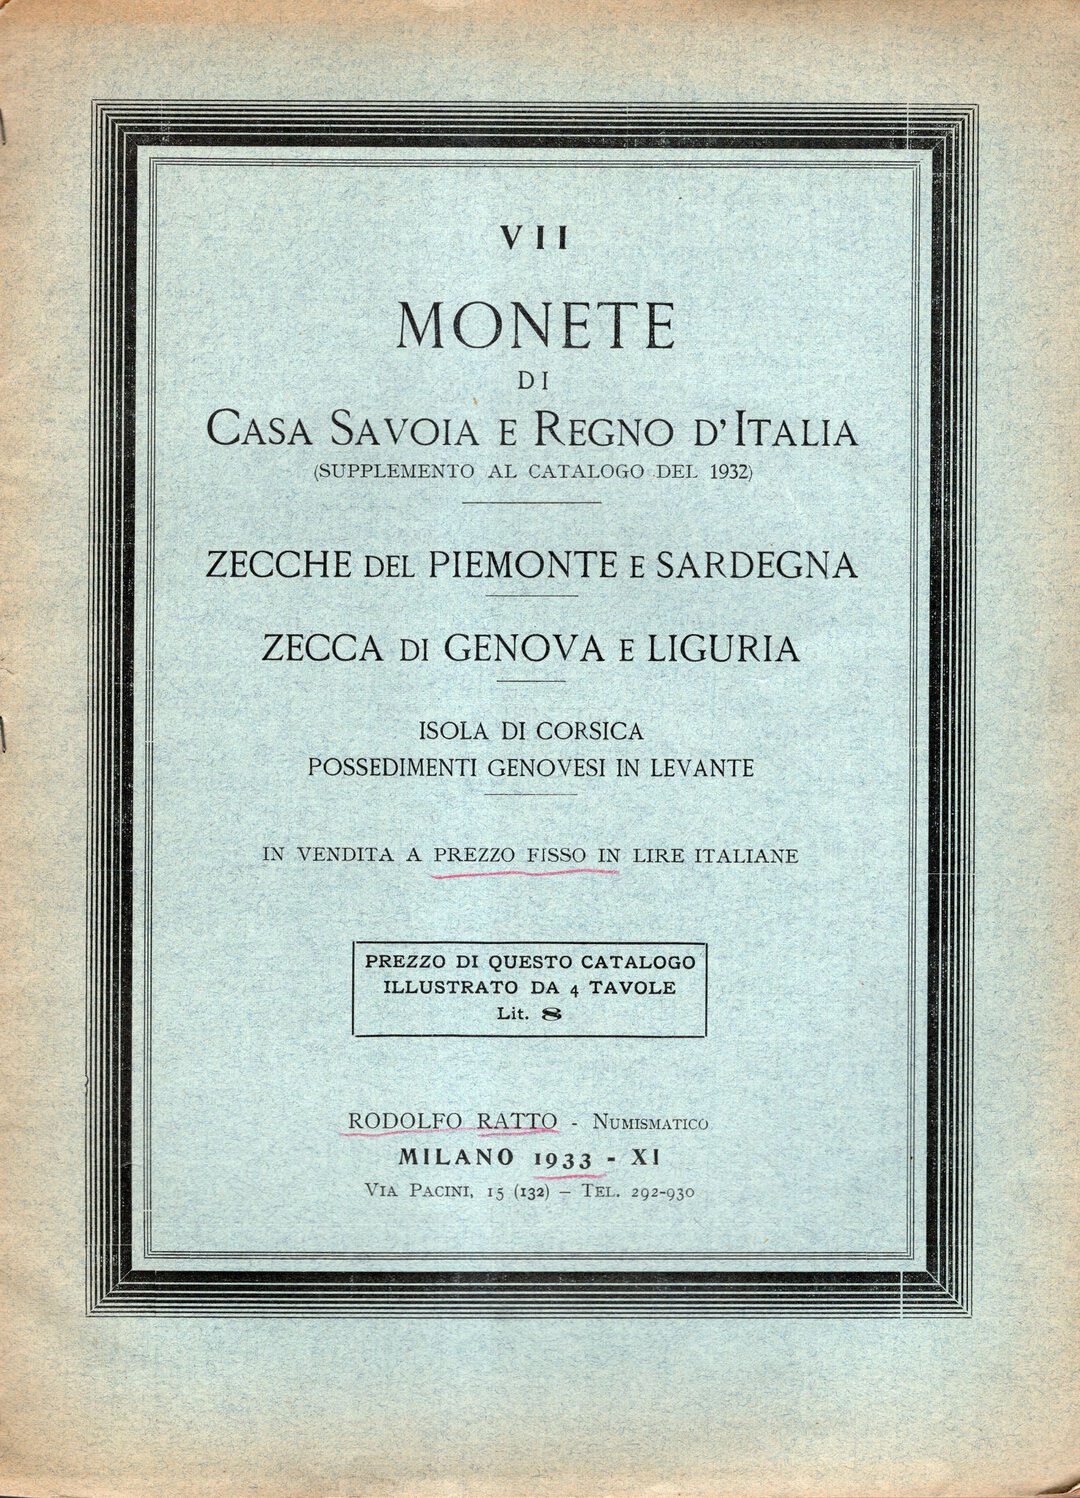 VII
MONETE
DI
CASA SAVOIA E REGNO D'ITALIA
(SUPPLEMENTO AL CATALOGO DEL 1932)
ZECCHE DEL PIEMONTE E SARDEGNA
ZECCA DI GENOVA E LIGURIA
ISOLA DI CORSICA
POSSEDIMENTI GENOVESI IN LEVANTE
IN VENDITA A PREZZO FISSO IN LIRE ITALIANE
PREZZO DI QUESTO CATALOGO
ILLUSTRATO DA 4 TAVOLE
Lit. 8
RODOLFO RATTO - NUMISMATICO
MILANO 1933 - XI
VIA PACINI, 15 (132) – TEL. 292-930